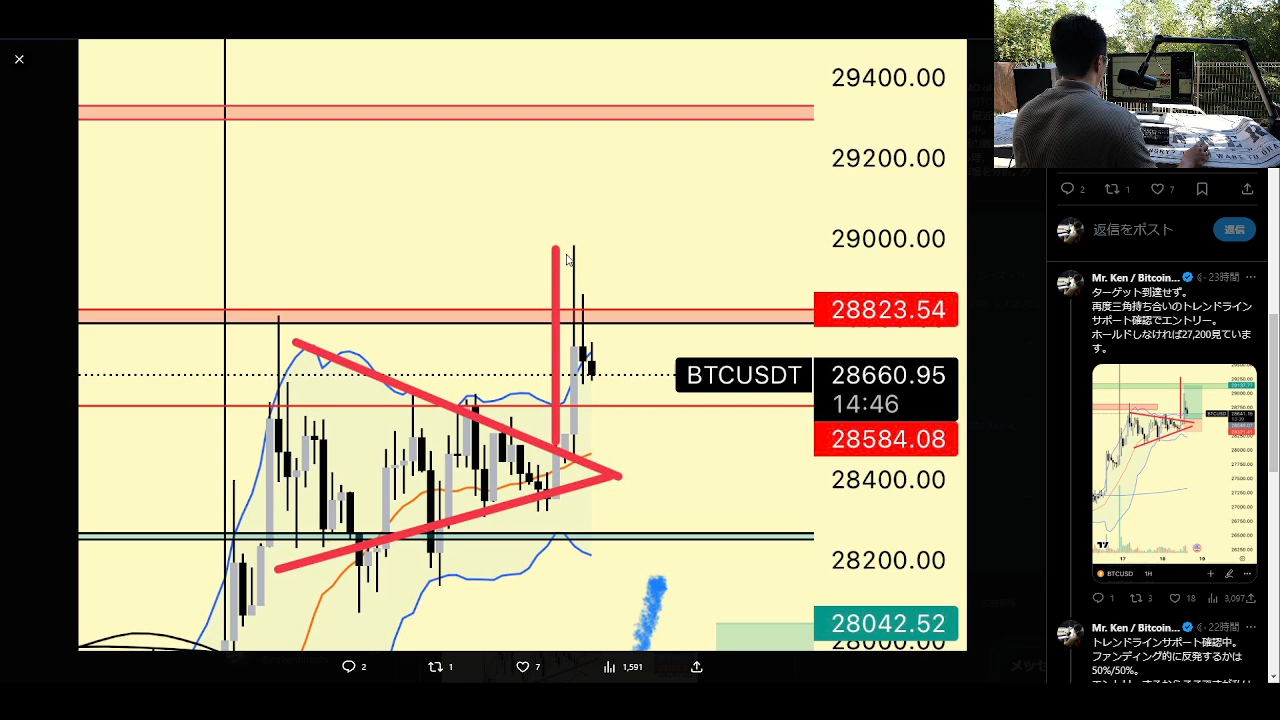 29400.00
29200.00
29000.00
28823.54
BTCUSDT
28660.95
14:46
28584.08
28400.00
28200.00
28042.52
28000.00
2
1
7
1,591
2
1
7
返信をポスト
返信
Mr. Ken / Bitcoin...
23時間
ターゲット到達せず。
再度三角持ち合いのトレンドライン
サポート確認でエントリー。
ホールドしなければ27,200見ていま
す。
BTCUSD 1H
17 18 19
1
3
18
3,097
Mr. Ken / Bitcoin...
22時間
トレンドラインサポート確認中。
ファンディング的に反発するかは
50%/50%。